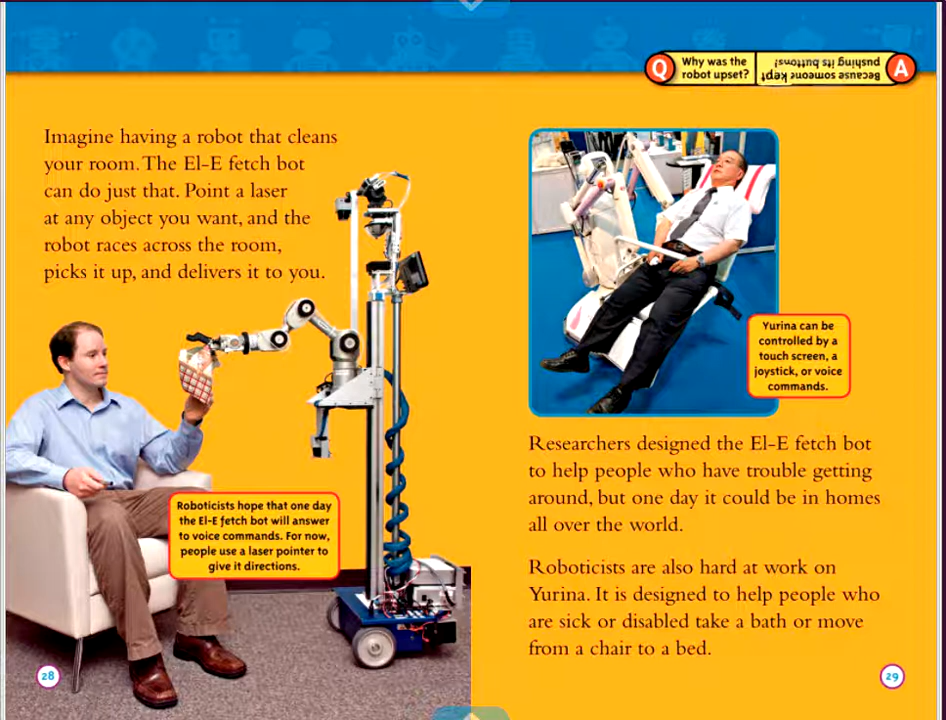 Q Why was the
robot upset?
Because someone kept
pushing its buttons! A
Imagine having a robot that cleans
your room. The El-E fetch bot
can do just that. Point a laser
at any object you want, and the
robot races across the room,
picks it up, and delivers it to you.
Roboticists hope that one day
the El-E fetch bot will answer
to voice commands. For now,
people use a laser pointer to
give it directions.
28
Yurina can be
controlled by a
touch screen, a
joystick, or voice
commands.
Researchers designed the El-E fetch bot
to help people who have trouble getting
around, but one day it could be in homes
all over the world.
Roboticists are also hard at work on
Yurina. It is designed to help people who
are sick or disabled take a bath or move
from a chair to a bed.
29